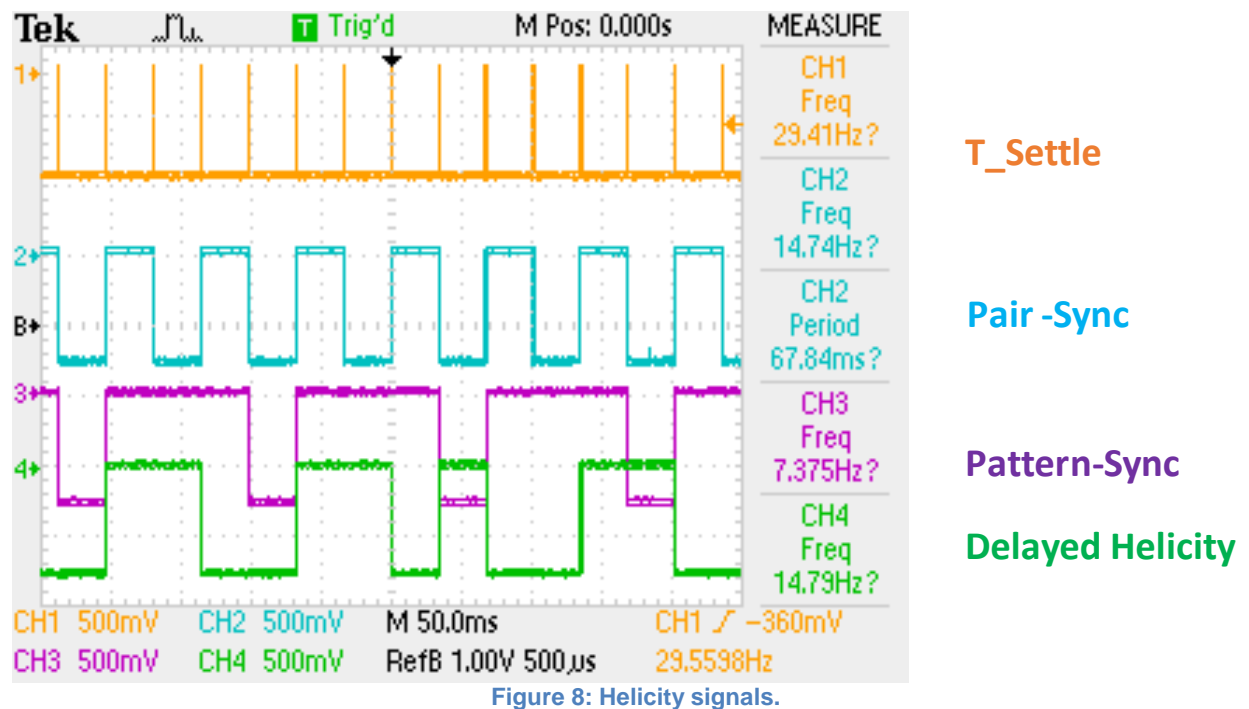 Tek T Trig'd M Pos: 0.000s MEASURE
1
CH1
Freq
29.41Hz?
T_Settle
CH2
Freq
14.74Hz?
2
CH2
Period
67.84ms?
Pair -Sync
B
3
CH3
Freq
7.375Hz?
Pattern-Sync
4
CH4
Freq
14.79Hz?
Delayed Helicity
CH1 500mV CH2 500mV M 50.0ms CH1 -360mV
CH3 500mV CH4 500mV RefB 1.00V 500µs 29.5598Hz
Figure 8: Helicity signals.